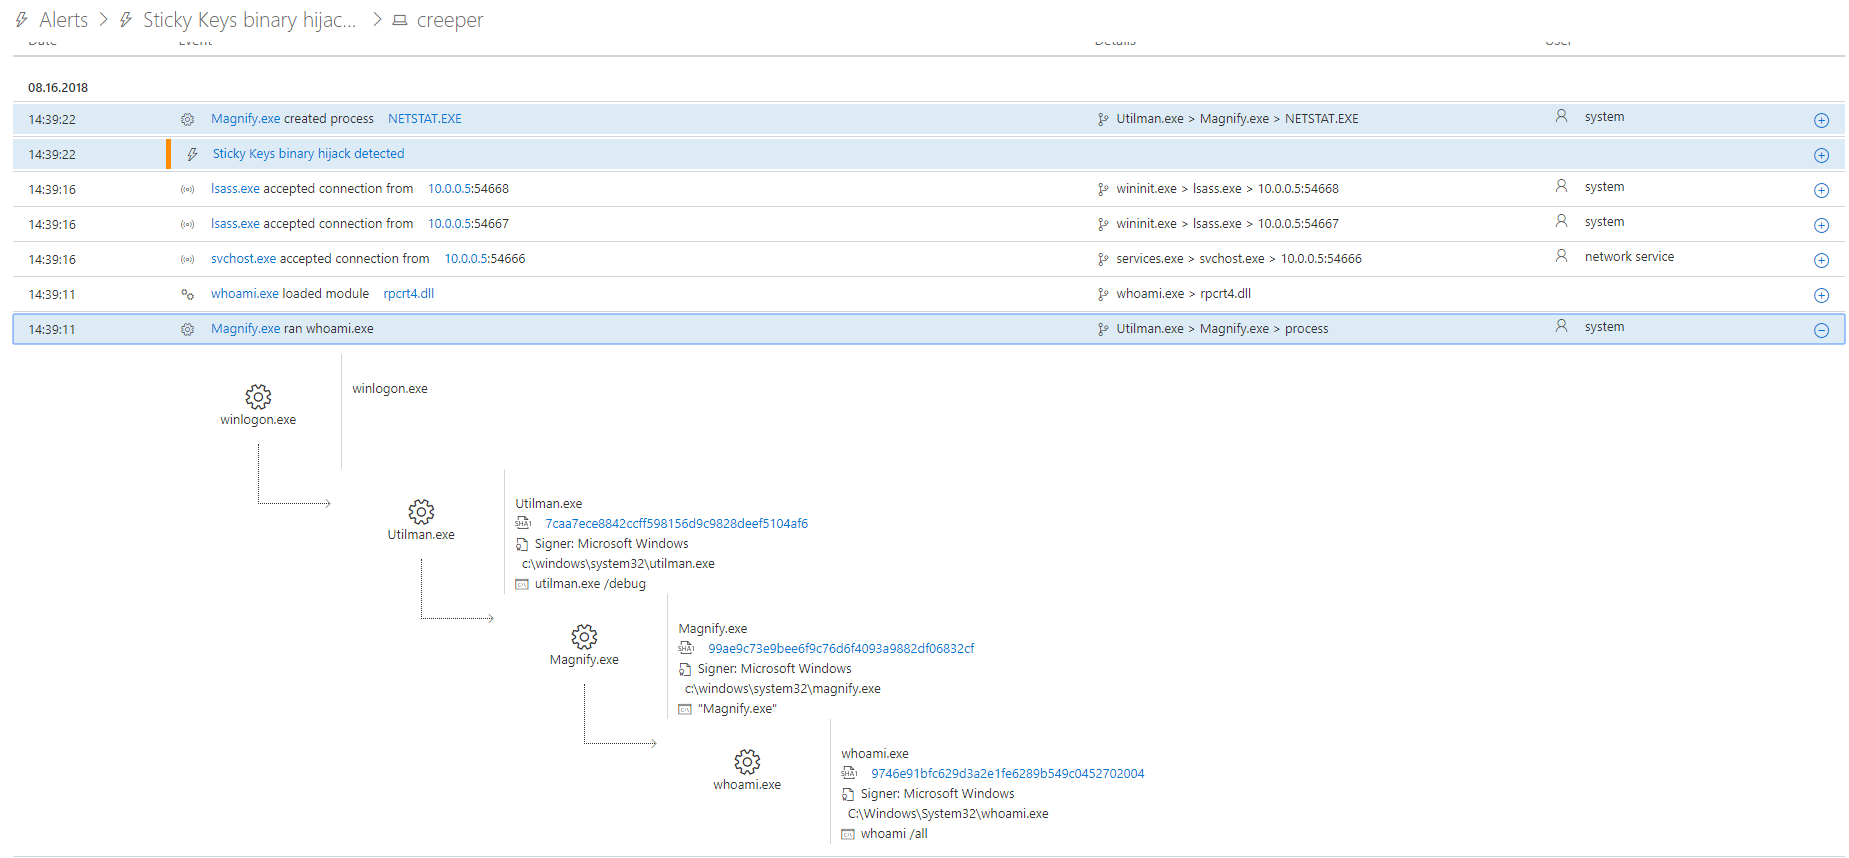 Alerts > Sticky Keys binary hijac... > creeper
Date Event Details User
08.16.2018
14:39:22 Magnify.exe created process NETSTAT.EXE Utilman.exe > Magnify.exe > NETSTAT.EXE system
14:39:22 Sticky Keys binary hijack detected
14:39:16 lsass.exe accepted connection from 10.0.0.5:54668 wininit.exe > lsass.exe > 10.0.0.5:54668 system
14:39:16 lsass.exe accepted connection from 10.0.0.5:54667 wininit.exe > lsass.exe > 10.0.0.5:54667 system
14:39:16 svchost.exe accepted connection from 10.0.0.5:54666 services.exe > svchost.exe > 10.0.0.5:54666 network service
14:39:11 whoami.exe loaded module rpcrt4.dll whoami.exe > rpcrt4.dll
14:39:11 Magnify.exe ran whoami.exe Utilman.exe > Magnify.exe > process system
winlogon.exe
winlogon.exe
Utilman.exe
Utilman.exe
SHA1 7caa7ece8842ccff598156d9c9828deef5104af6
Signer: Microsoft Windows
c:\windows\system32\utilman.exe
utilman.exe /debug
Magnify.exe
Magnify.exe
SHA1 99ae9c73e9bee6f9c76d6f4093a9882df06832cf
Signer: Microsoft Windows
c:\windows\system32\magnify.exe
"Magnify.exe"
whoami.exe
whoami.exe
SHA1 9746e91bfc629d3a2e1fe6289b549c0452702004
Signer: Microsoft Windows
C:\Windows\System32\whoami.exe
whoami /all